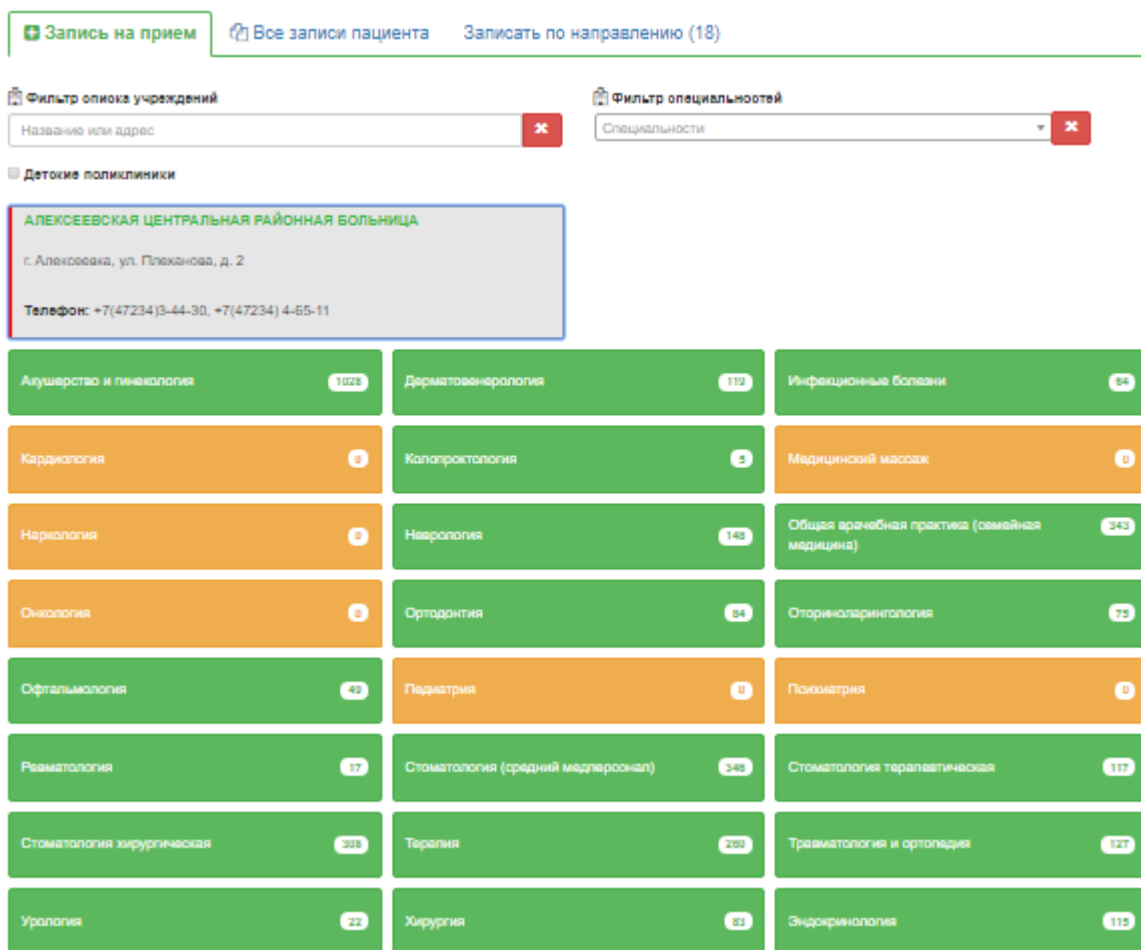 Запись на прием
Все записи пациента
Записать по направлению (18)
Фильтр списка учреждений
Фильтр специальностей
Название или адрес
Специальности
Детские поликлиники
АЛЕКСЕЕВСКАЯ ЦЕНТРАЛЬНАЯ РАЙОННАЯ БОЛЬНИЦА
г. Алексеевка, ул. Плеханова, д. 2
Телефон: +7(47234)3-44-30, +7(47234) 4-65-11
Акушерство и гинекология 1028
Дерматовенерология 119
Инфекционные болезни 64
Кардиология 0
Колопроктология 5
Медицинский массаж 0
Наркология 0
Неврология 148
Общая врачебная практика (семейная 343
медицина)
Онкология 0
Ортодонтия 84
Оториноларингология 75
Офтальмология 49
Педиатрия 0
Психиатрия 0
Ревматология 17
Стоматология (средний медперсонал) 346
Стоматология терапевтическая 117
Стоматология хирургическая
Терапия 260
Травматология и ортопедия 127
Урология 22
Хирургия 83
Эндокринология 115